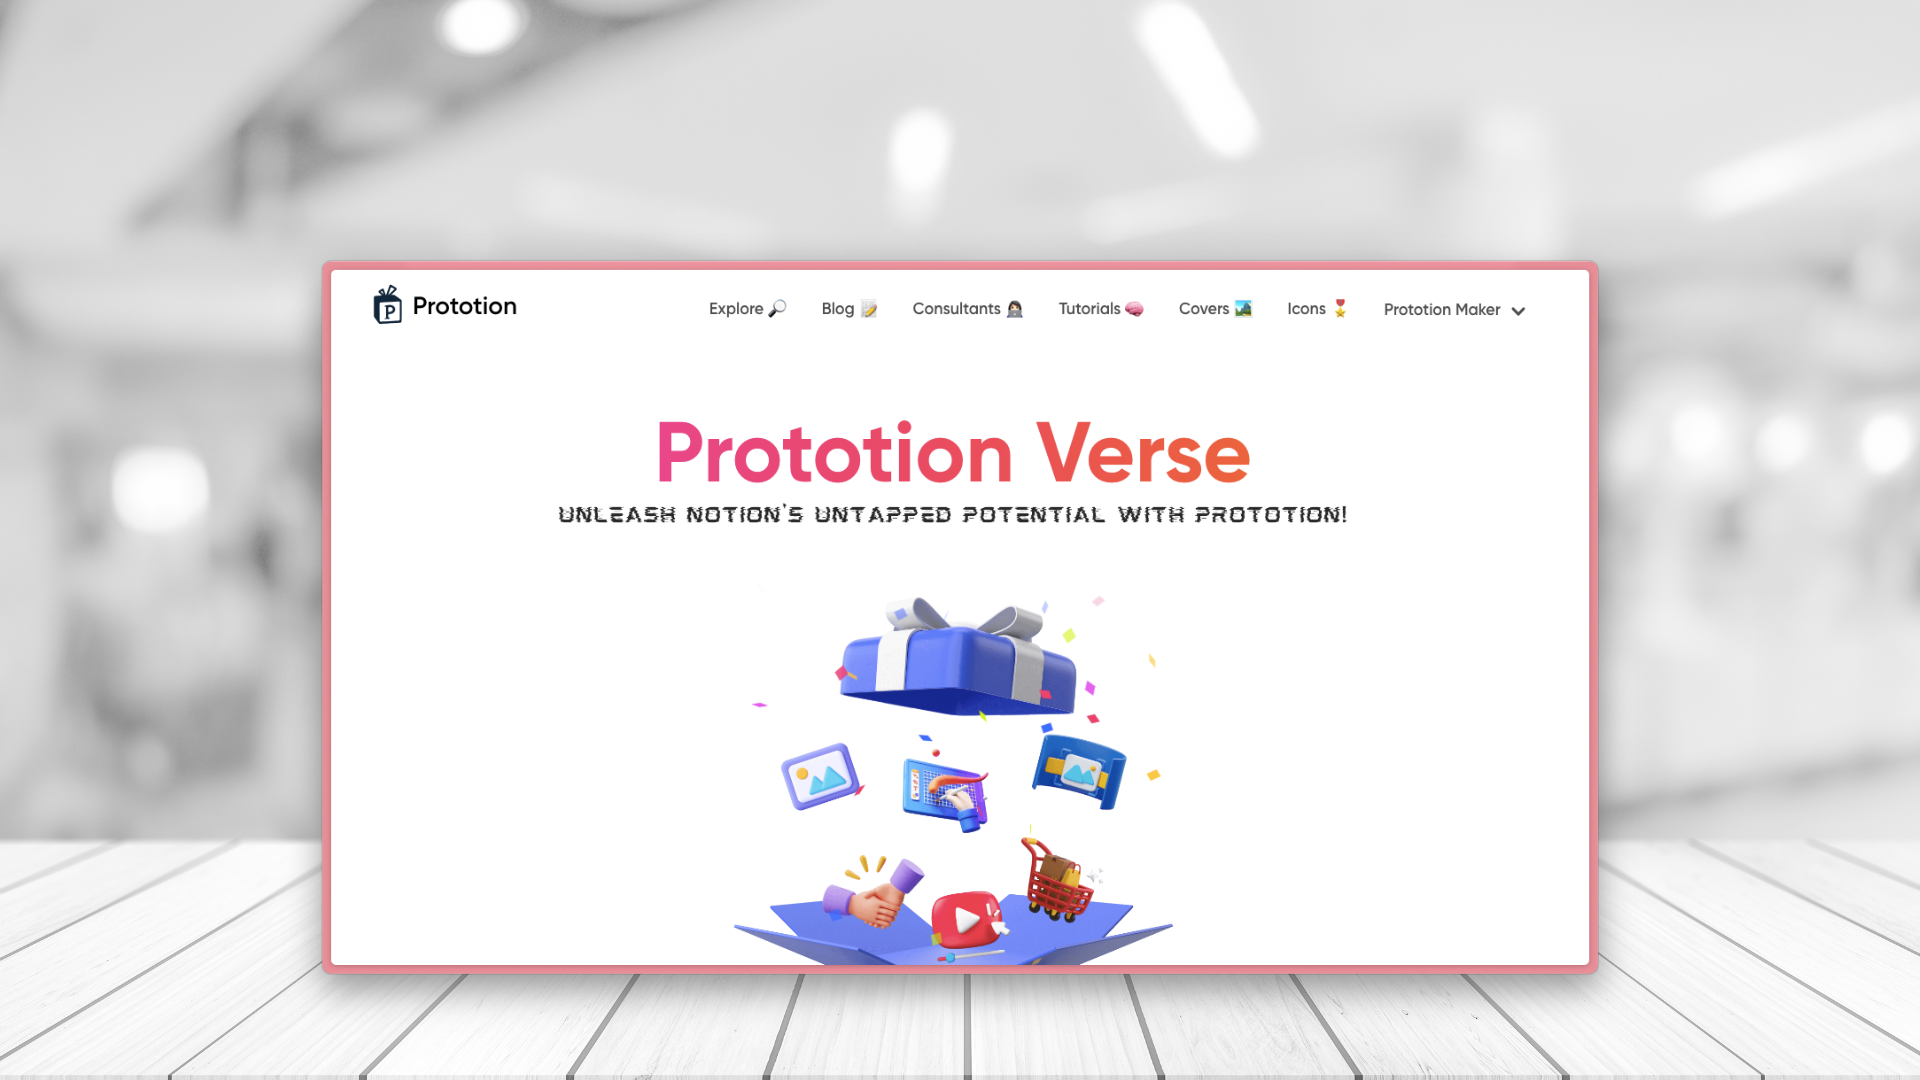 Prototion
Explore
Blog
Consultants
Tutorials
Covers
Icons
Prototion Maker
Prototion Verse
UNLEASH NOTION'S UNTAPPED POTENTIAL WITH PROTOTION!